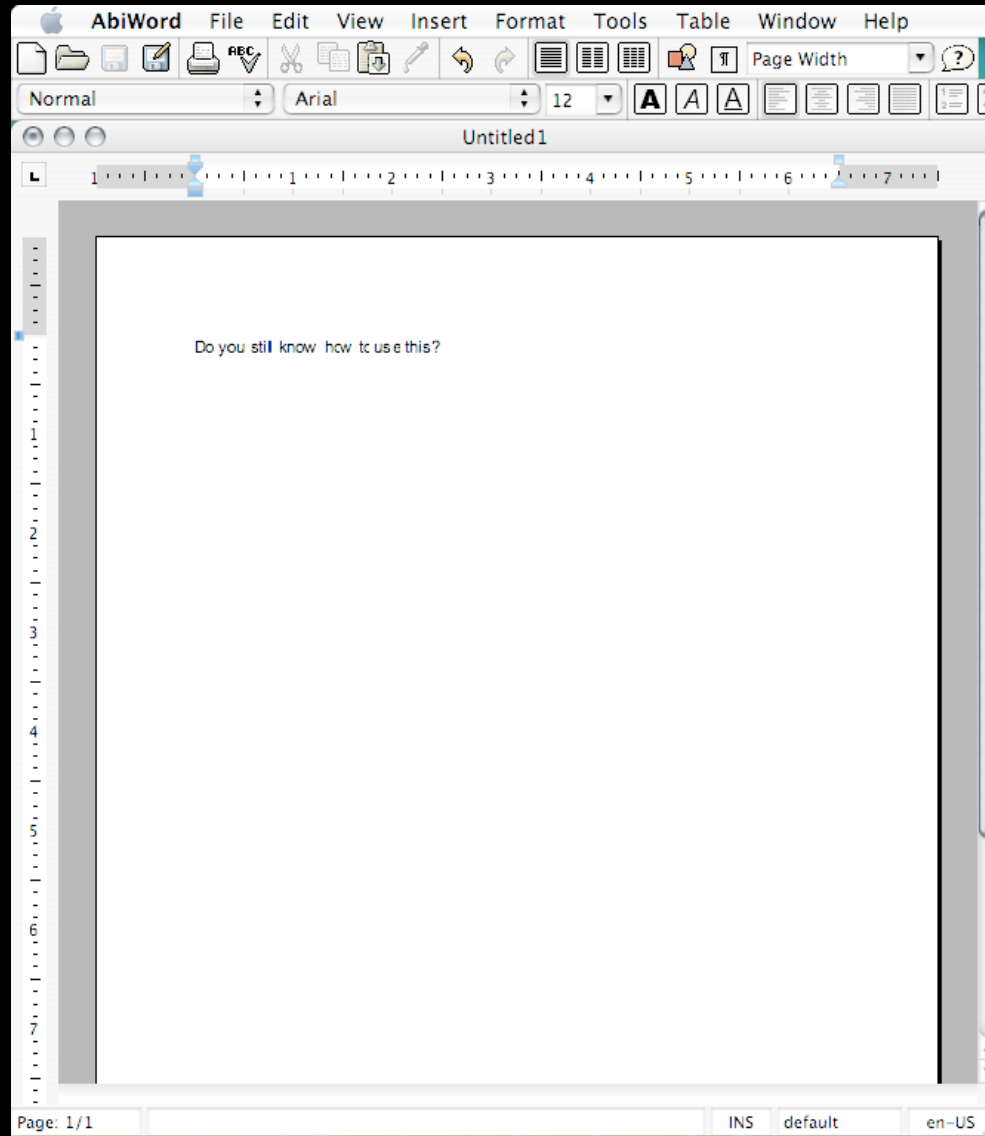 AbiWord File Edit View Insert Format Tools Table Window Help
ABC Page Width ?
Normal Arial 12 A A A
Untitled1
1 1 2 3 4 5 6 7
Do you still know how to use this?
1
2
3
4
5
6
7
Page: 1/1 INS default en-US